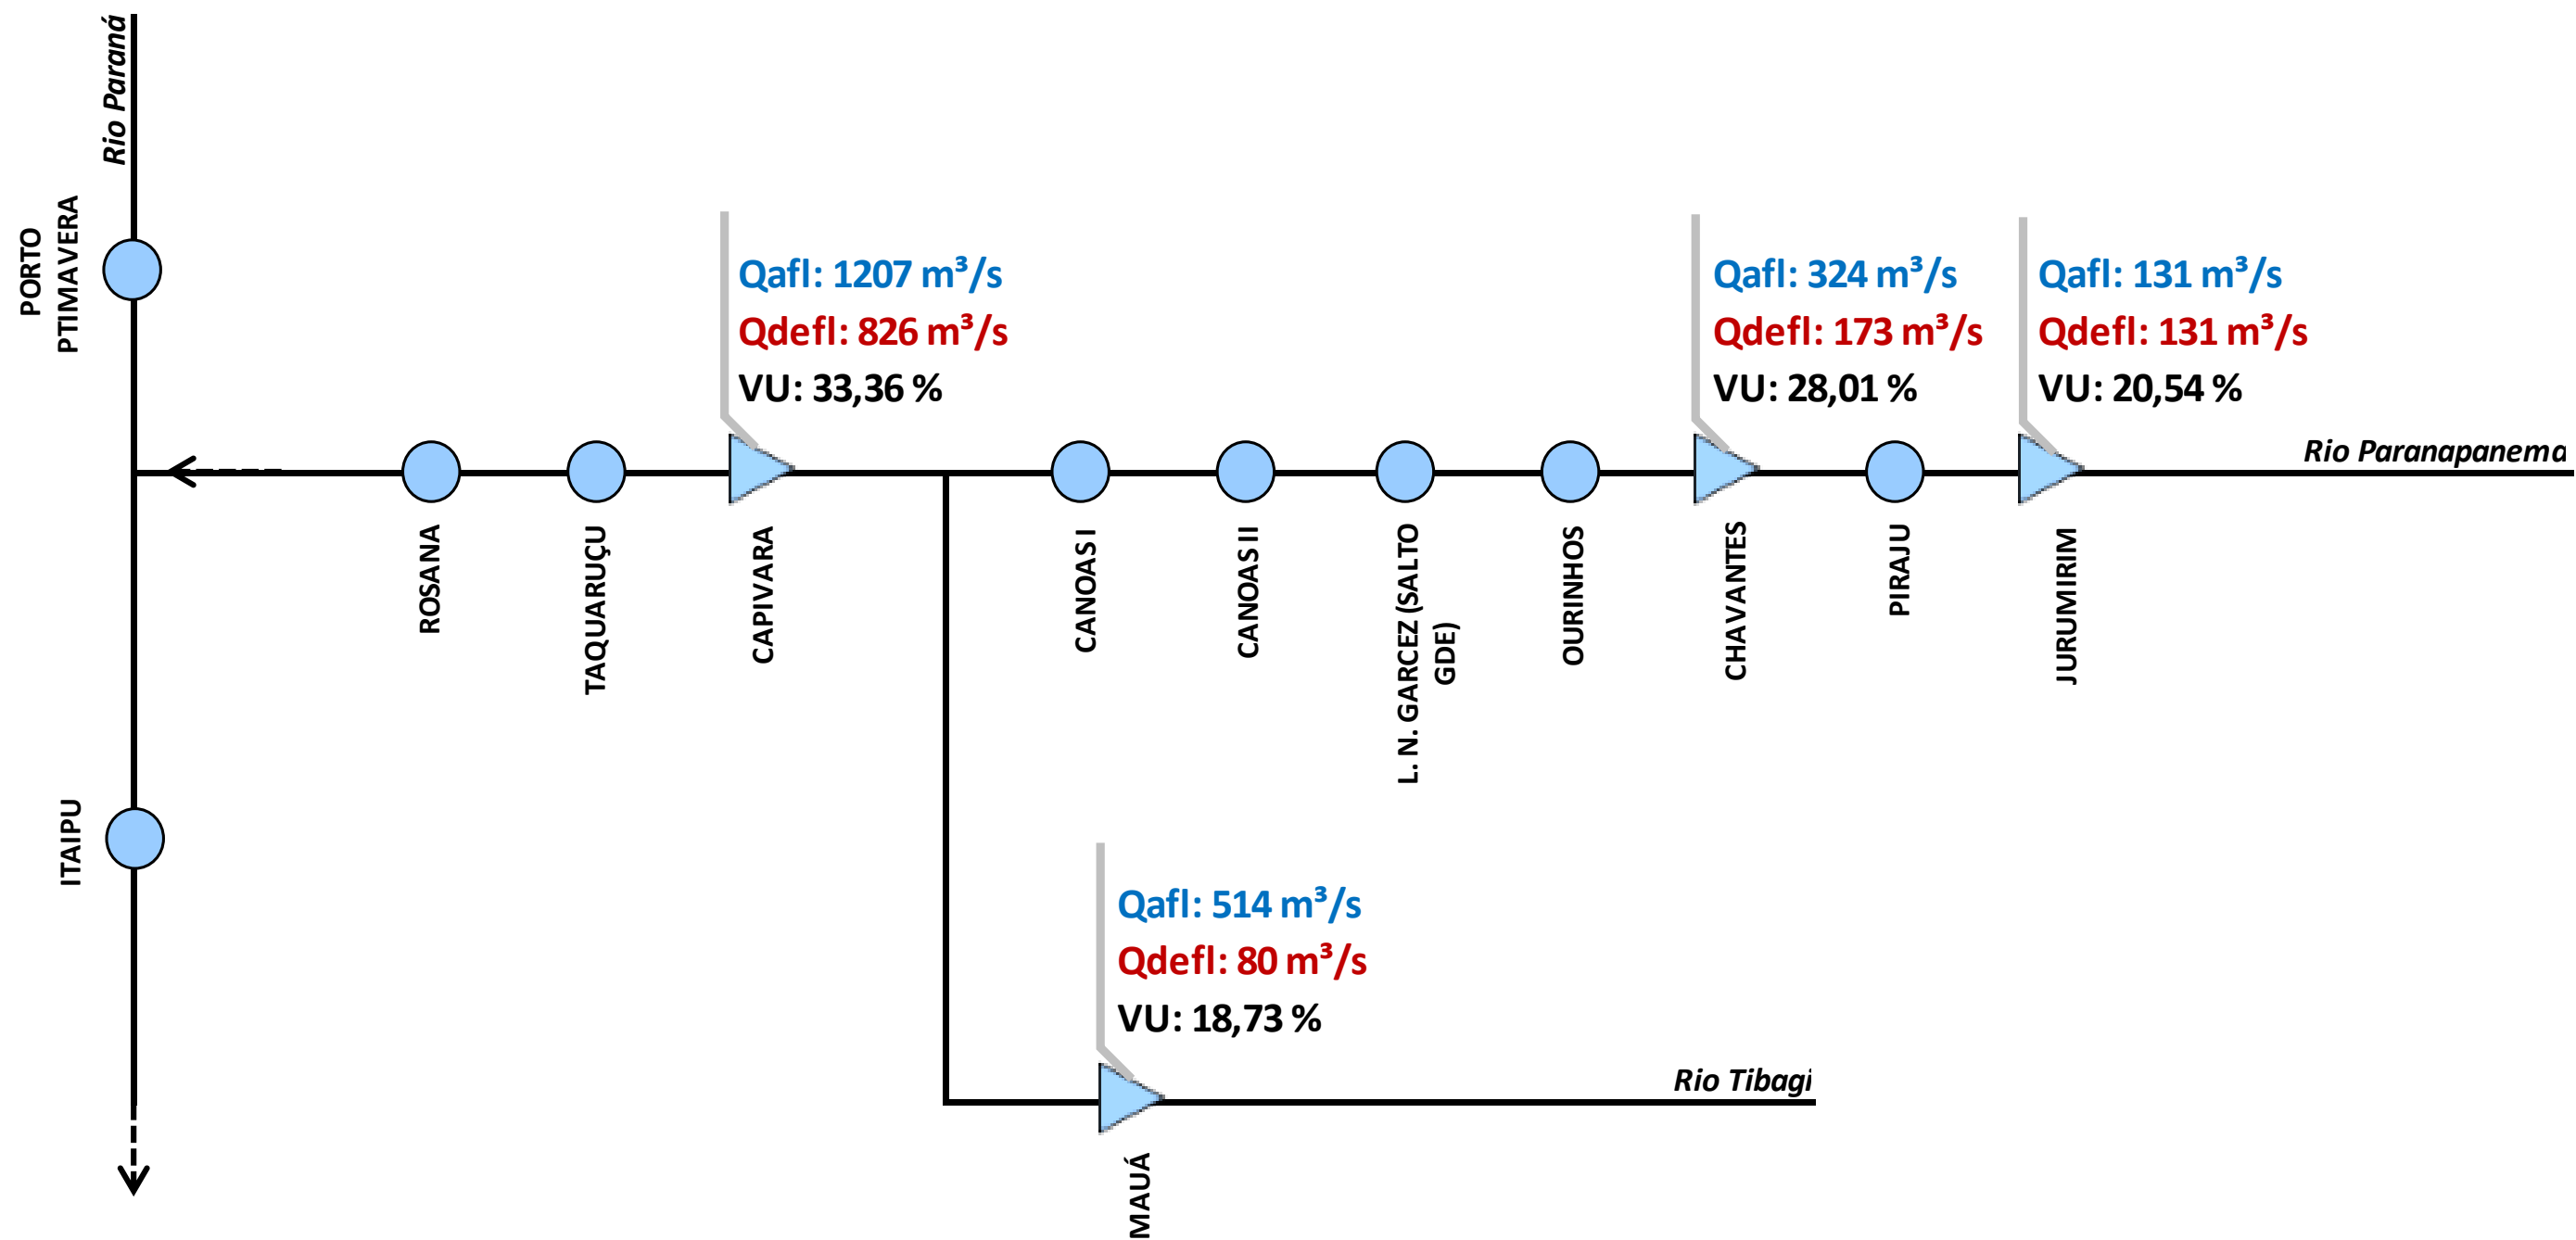 Rio Paraná
PORTO
PTIMAVERA
Qafl: 1207 m³/s
Qdefl: 826 m³/s
VU: 33,36 %
Qafl: 324 m³/s
Qdefl: 173 m³/s
VU: 28,01 %
Qafl: 131 m³/s
Qdefl: 131 m³/s
VU: 20,54 %
Rio Paranapanema
ROSANA
TAQUARUÇU
CAPIVARA
CANOAS I
CANOAS II
L. N. GARCEZ (SALTO
GDE)
OURINHOS
CHAVANTES
PIRAJU
JURUMIRIM
ITAIPU
Qafl: 514 m³/s
Qdefl: 80 m³/s
VU: 18,73 %
Rio Tibagi
MAUÁ